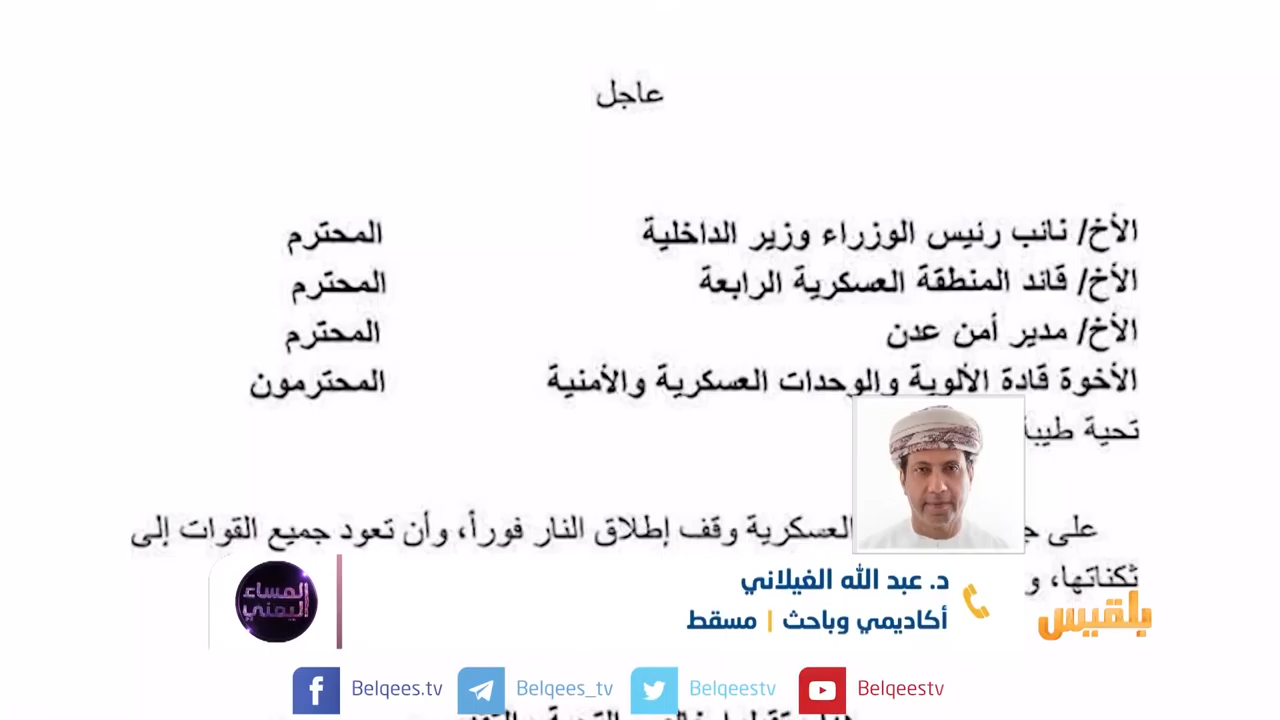 عاجل
الأخ/ نائب رئيس الوزراء وزير الداخلية المحترم
الأخ/ قائد المنطقة العسكرية الرابعة المحترم
الأخ/ مدير أمن عدن المحترم
الأخوة قادة الألوية والوحدات العسكرية والأمنية المحترمون
تحية طيبة
على العسكرية وقف إطلاق النار فوراً، وأن تعود جميع القوات إلى
ثكناتها، و
د. عبد الله الغيلاني
أكاديمي وباحث | مسقط
بلقيس
المساء
اليمني
Belqees.tv Belqees_tv Belqeestv Belqeestv